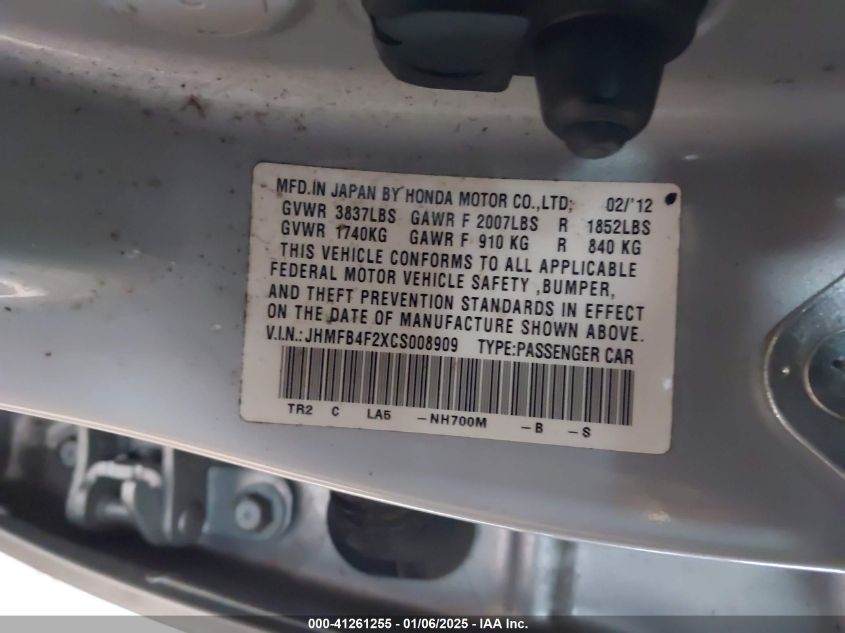 MFD.IN JAPAN BY HONDA MOTOR CO.,LTD; 02/'12
GVWR 3837LBS GAWR F 2007LBS R 1852LBS
GVWR 1740KG GAWR F 910 KG R 840 KG
THIS VEHICLE CONFORMS TO ALL APPLICABLE
FEDERAL MOTOR VEHICLE SAFETY ,BUMPER,
AND THEFT PREVENTION STANDARDS IN EFFECT
ON THE DATE OF MANUFACTURE SHOWN ABOVE.
V.I.N.:JHMFB4F2XCS008909 TYPE:PASSENGER CAR
TR2 C LA5 -NH700M -B -S
000-41261255 - 01/06/2025 - IAA Inc.